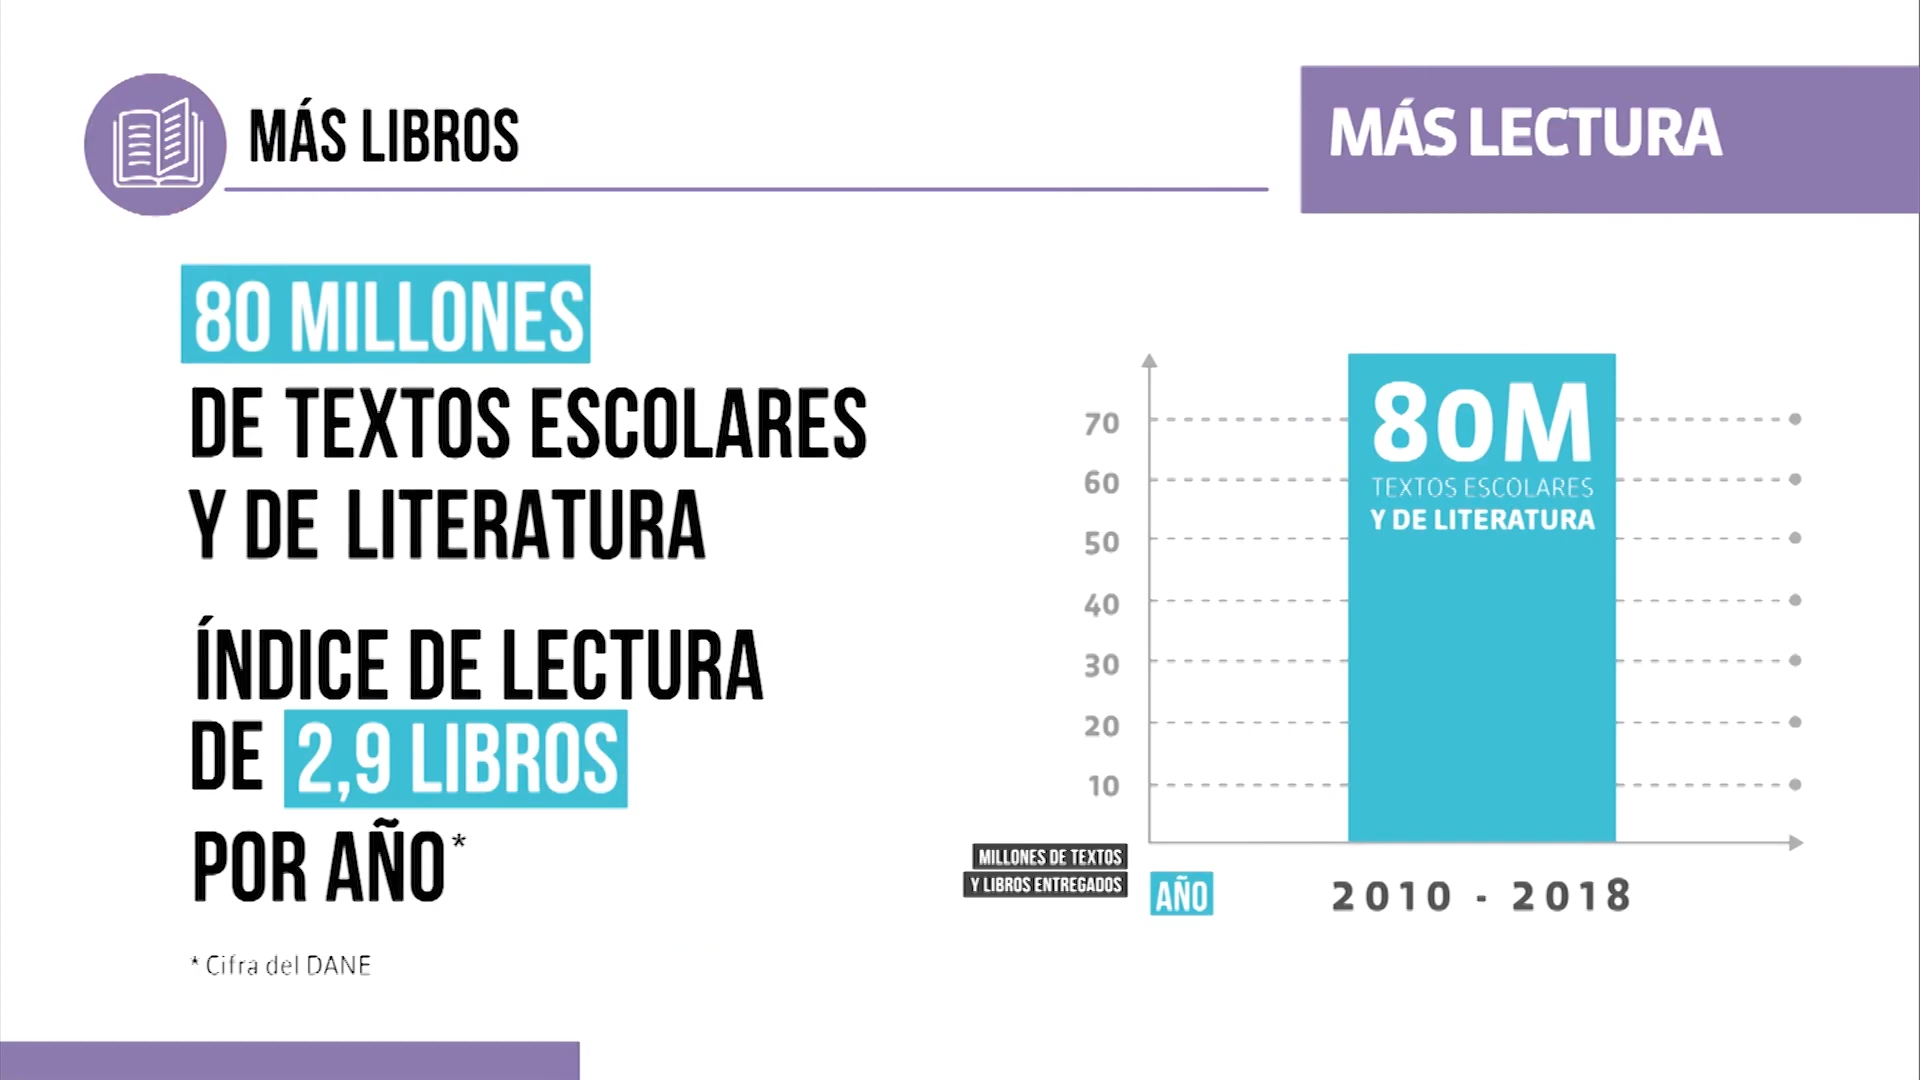 MÁS LIBROS
MÁS LECTURA
80 MILLONES
DE TEXTOS ESCOLARES
Y DE LITERATURA
ÍNDICE DE LECTURA
DE 2,9 LIBROS
POR AÑO*
* Cifra del DANE
80M
TEXTOS ESCOLARES
Y DE LITERATURA
70
60
50
40
30
20
10
MILLONES DE TEXTOS
Y LIBROS ENTREGADOS
AÑO
2010 - 2018